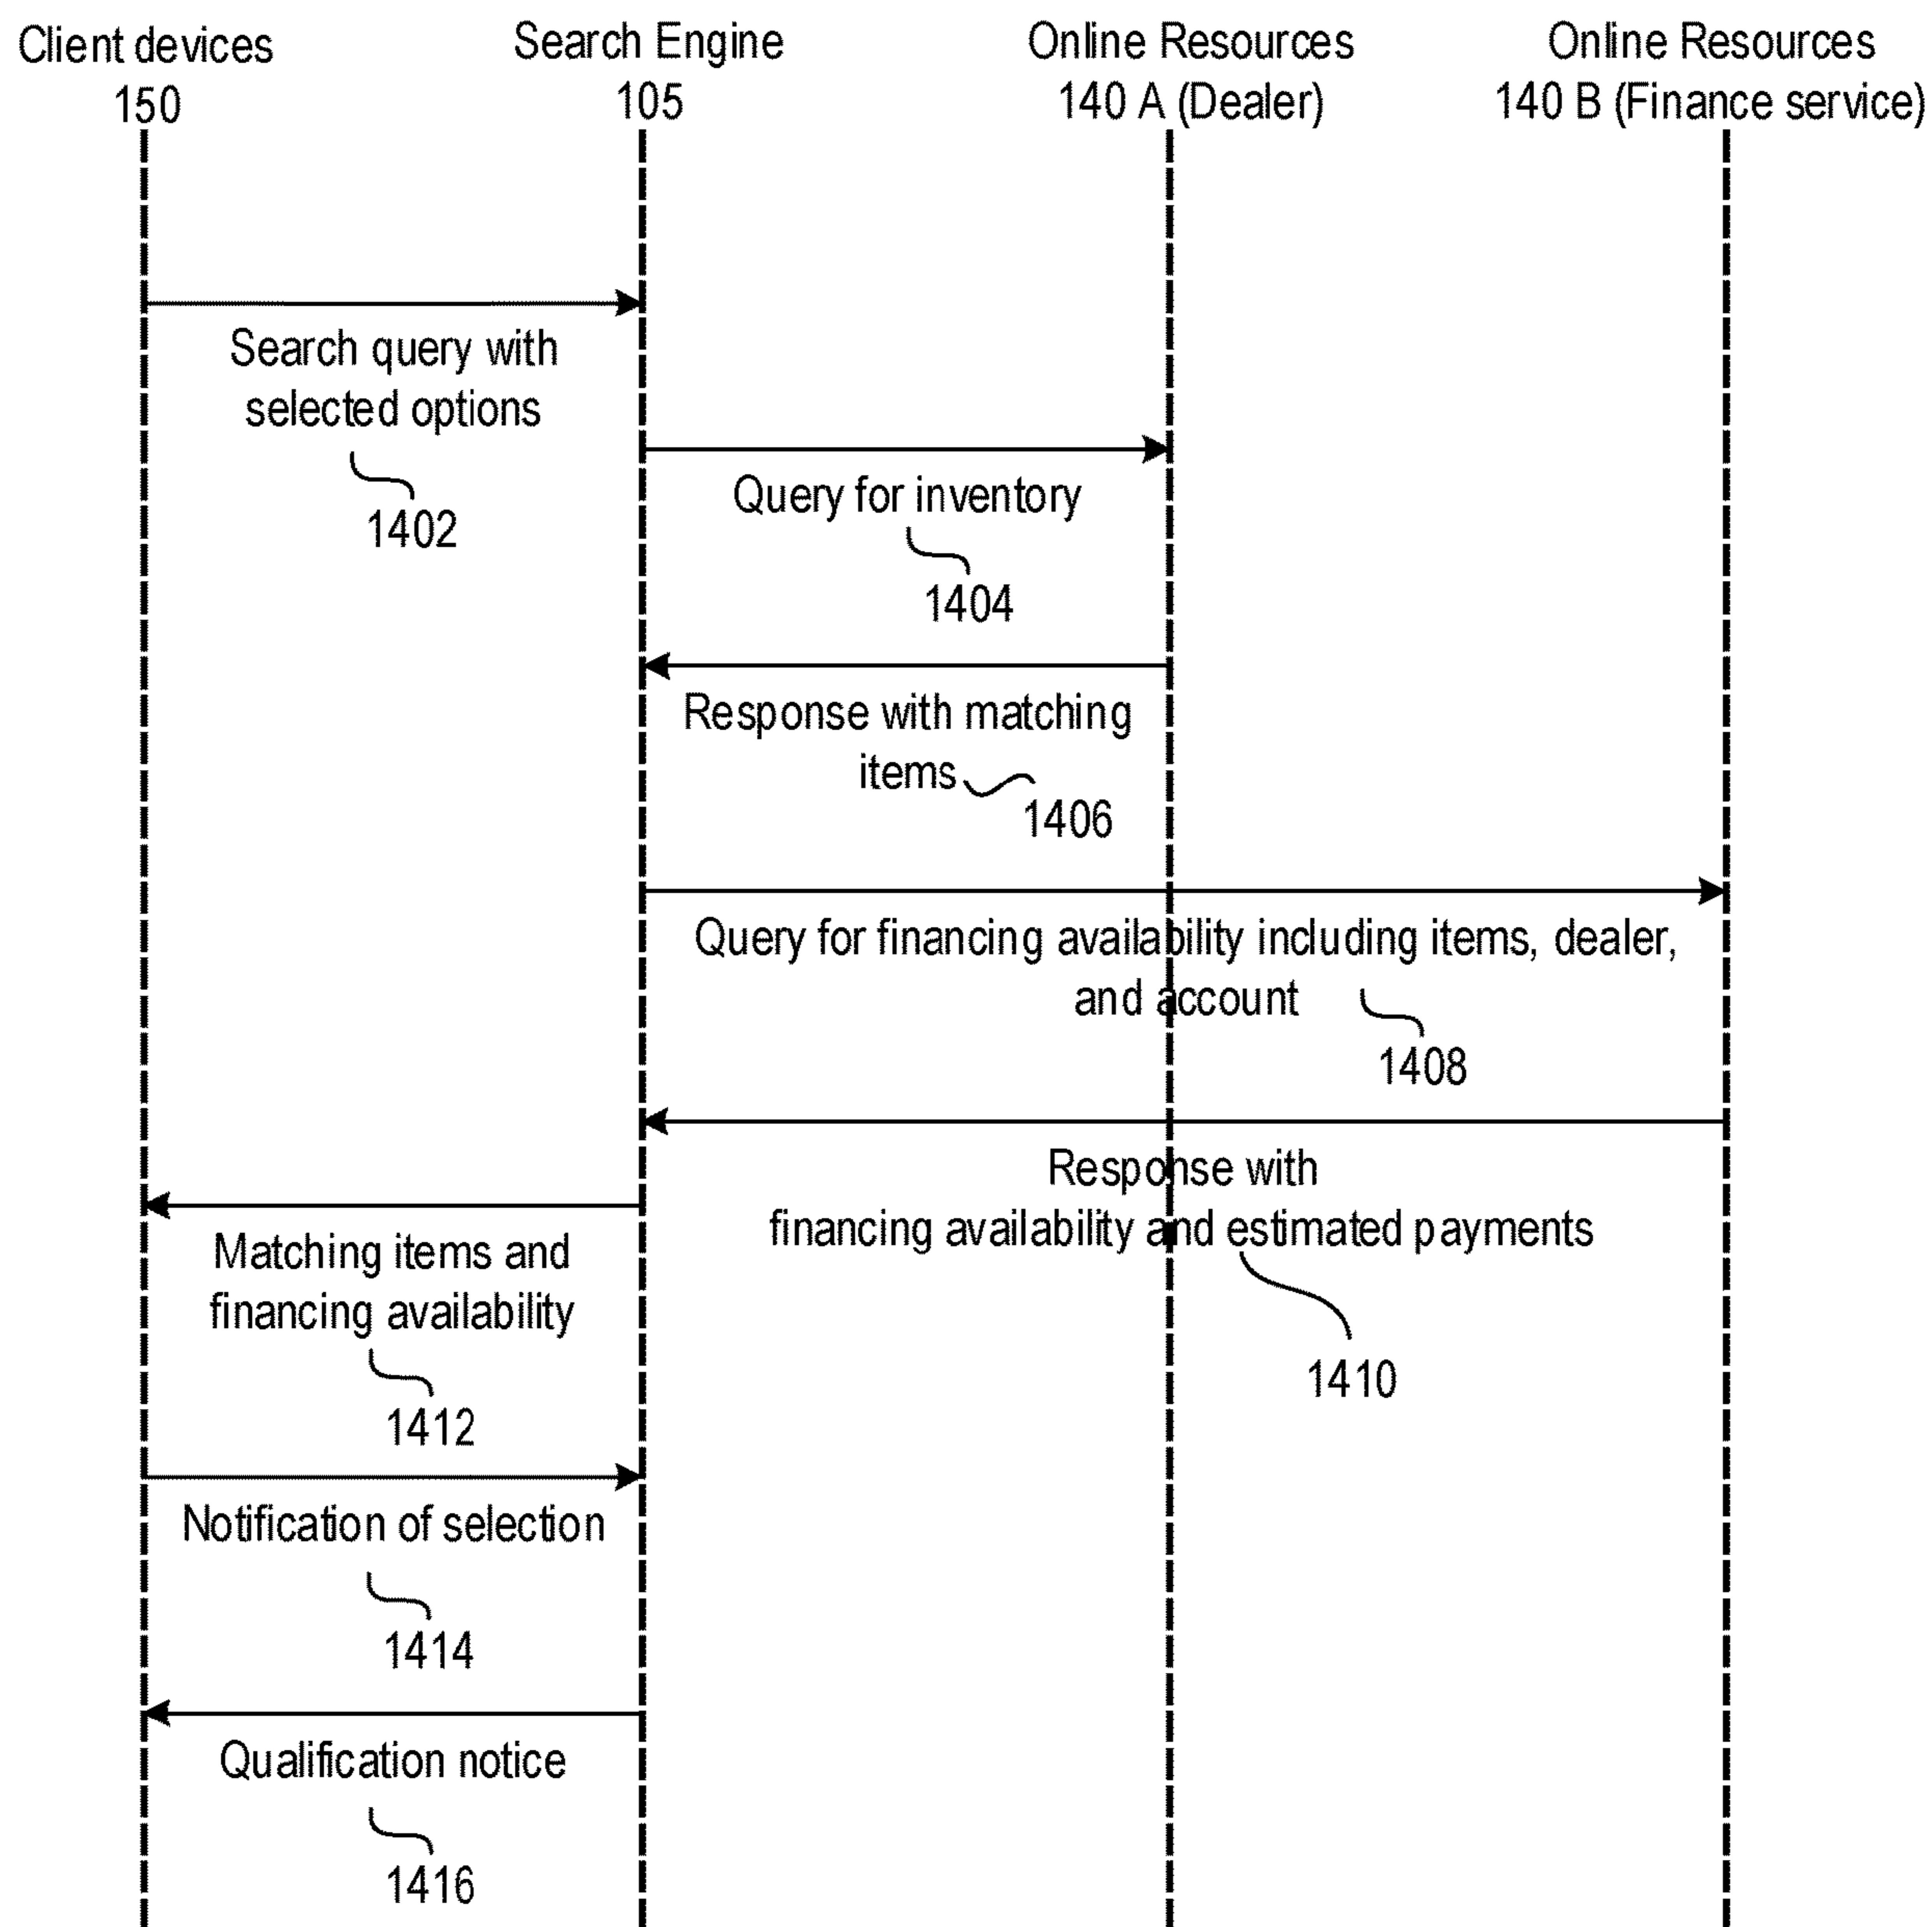 Client devices
150
Search Engine
105
Online Resources
140 A (Dealer)
Online Resources
140 B (Finance service)
Search query with
selected options
1402
Query for inventory
1404
Response with matching
items
1406
Query for financing availability including items, dealer,
and account
1408
Response with
financing availability and estimated payments
1410
Matching items and
financing availability
1412
Notification of selection
1414
Qualification notice
1416